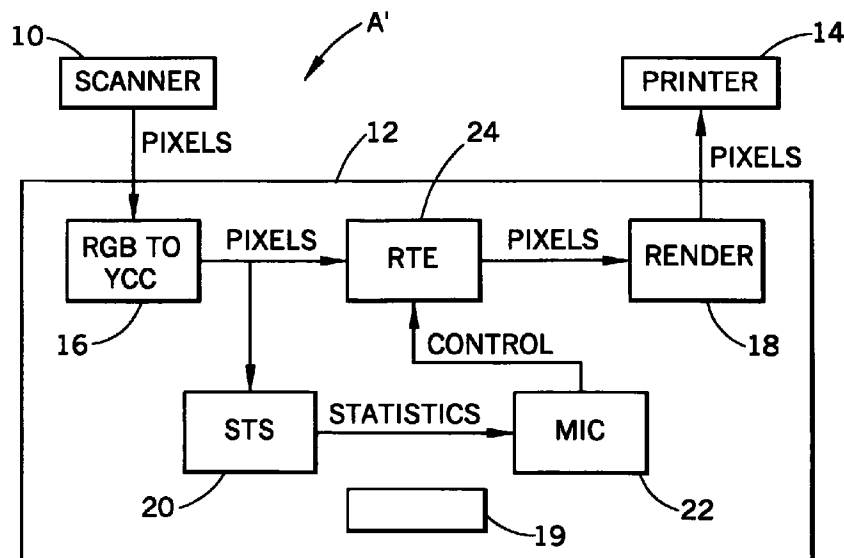 A'
10
14
SCANNER
PRINTER
PIXELS
12
24
PIXELS
RGB TO
YCC
PIXELS
RTE
PIXELS
RENDER
16
CONTROL
18
STS
STATISTICS
MIC
20
22
19